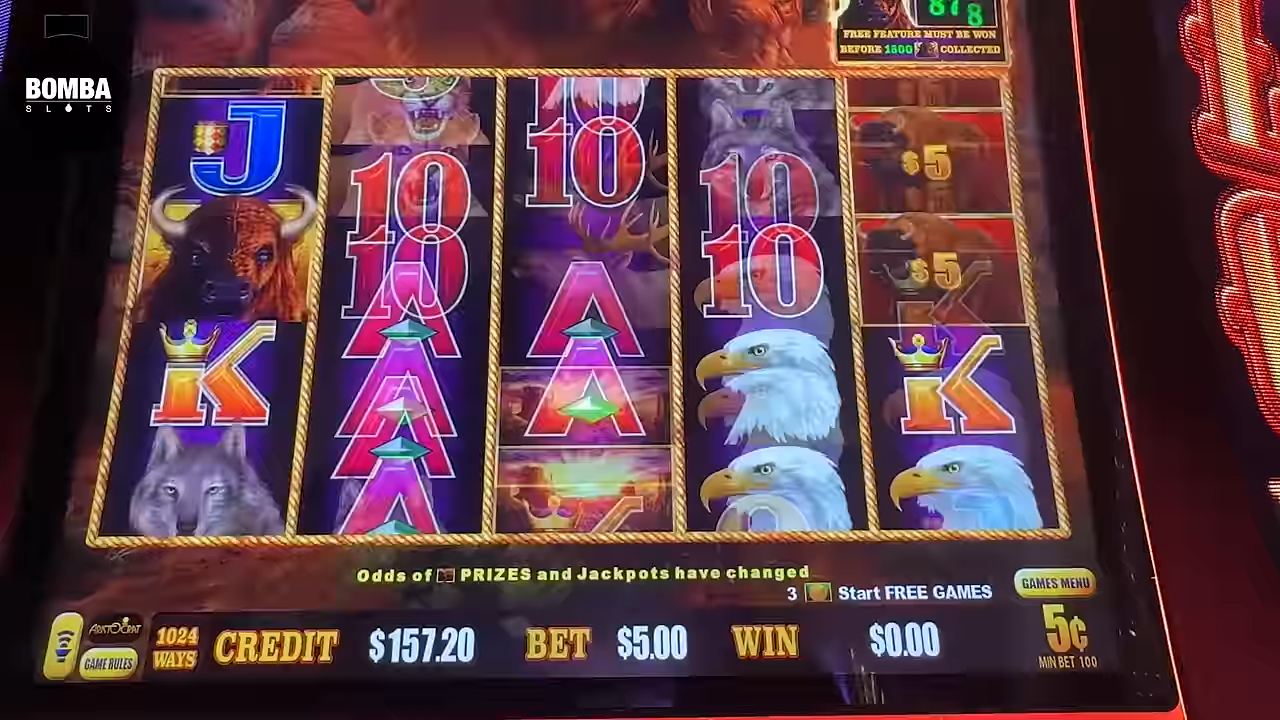 BOMBA
SLOTS
878
FREE FEATURE MUST BE WON
BEFORE 1800 COLLECTED
J
10
10
10
10
10
10
$5
$5
K
A
A
A
A
A
A
K
Odds of PRIZES and Jackpots have changed
3 Start FREE GAMES
GAMES MENU
ARISTOCRAT
GAME RULES
1024
WAYS
CREDIT $157.20 BET $5.00 WIN $0.00
5¢
MIN BET 100